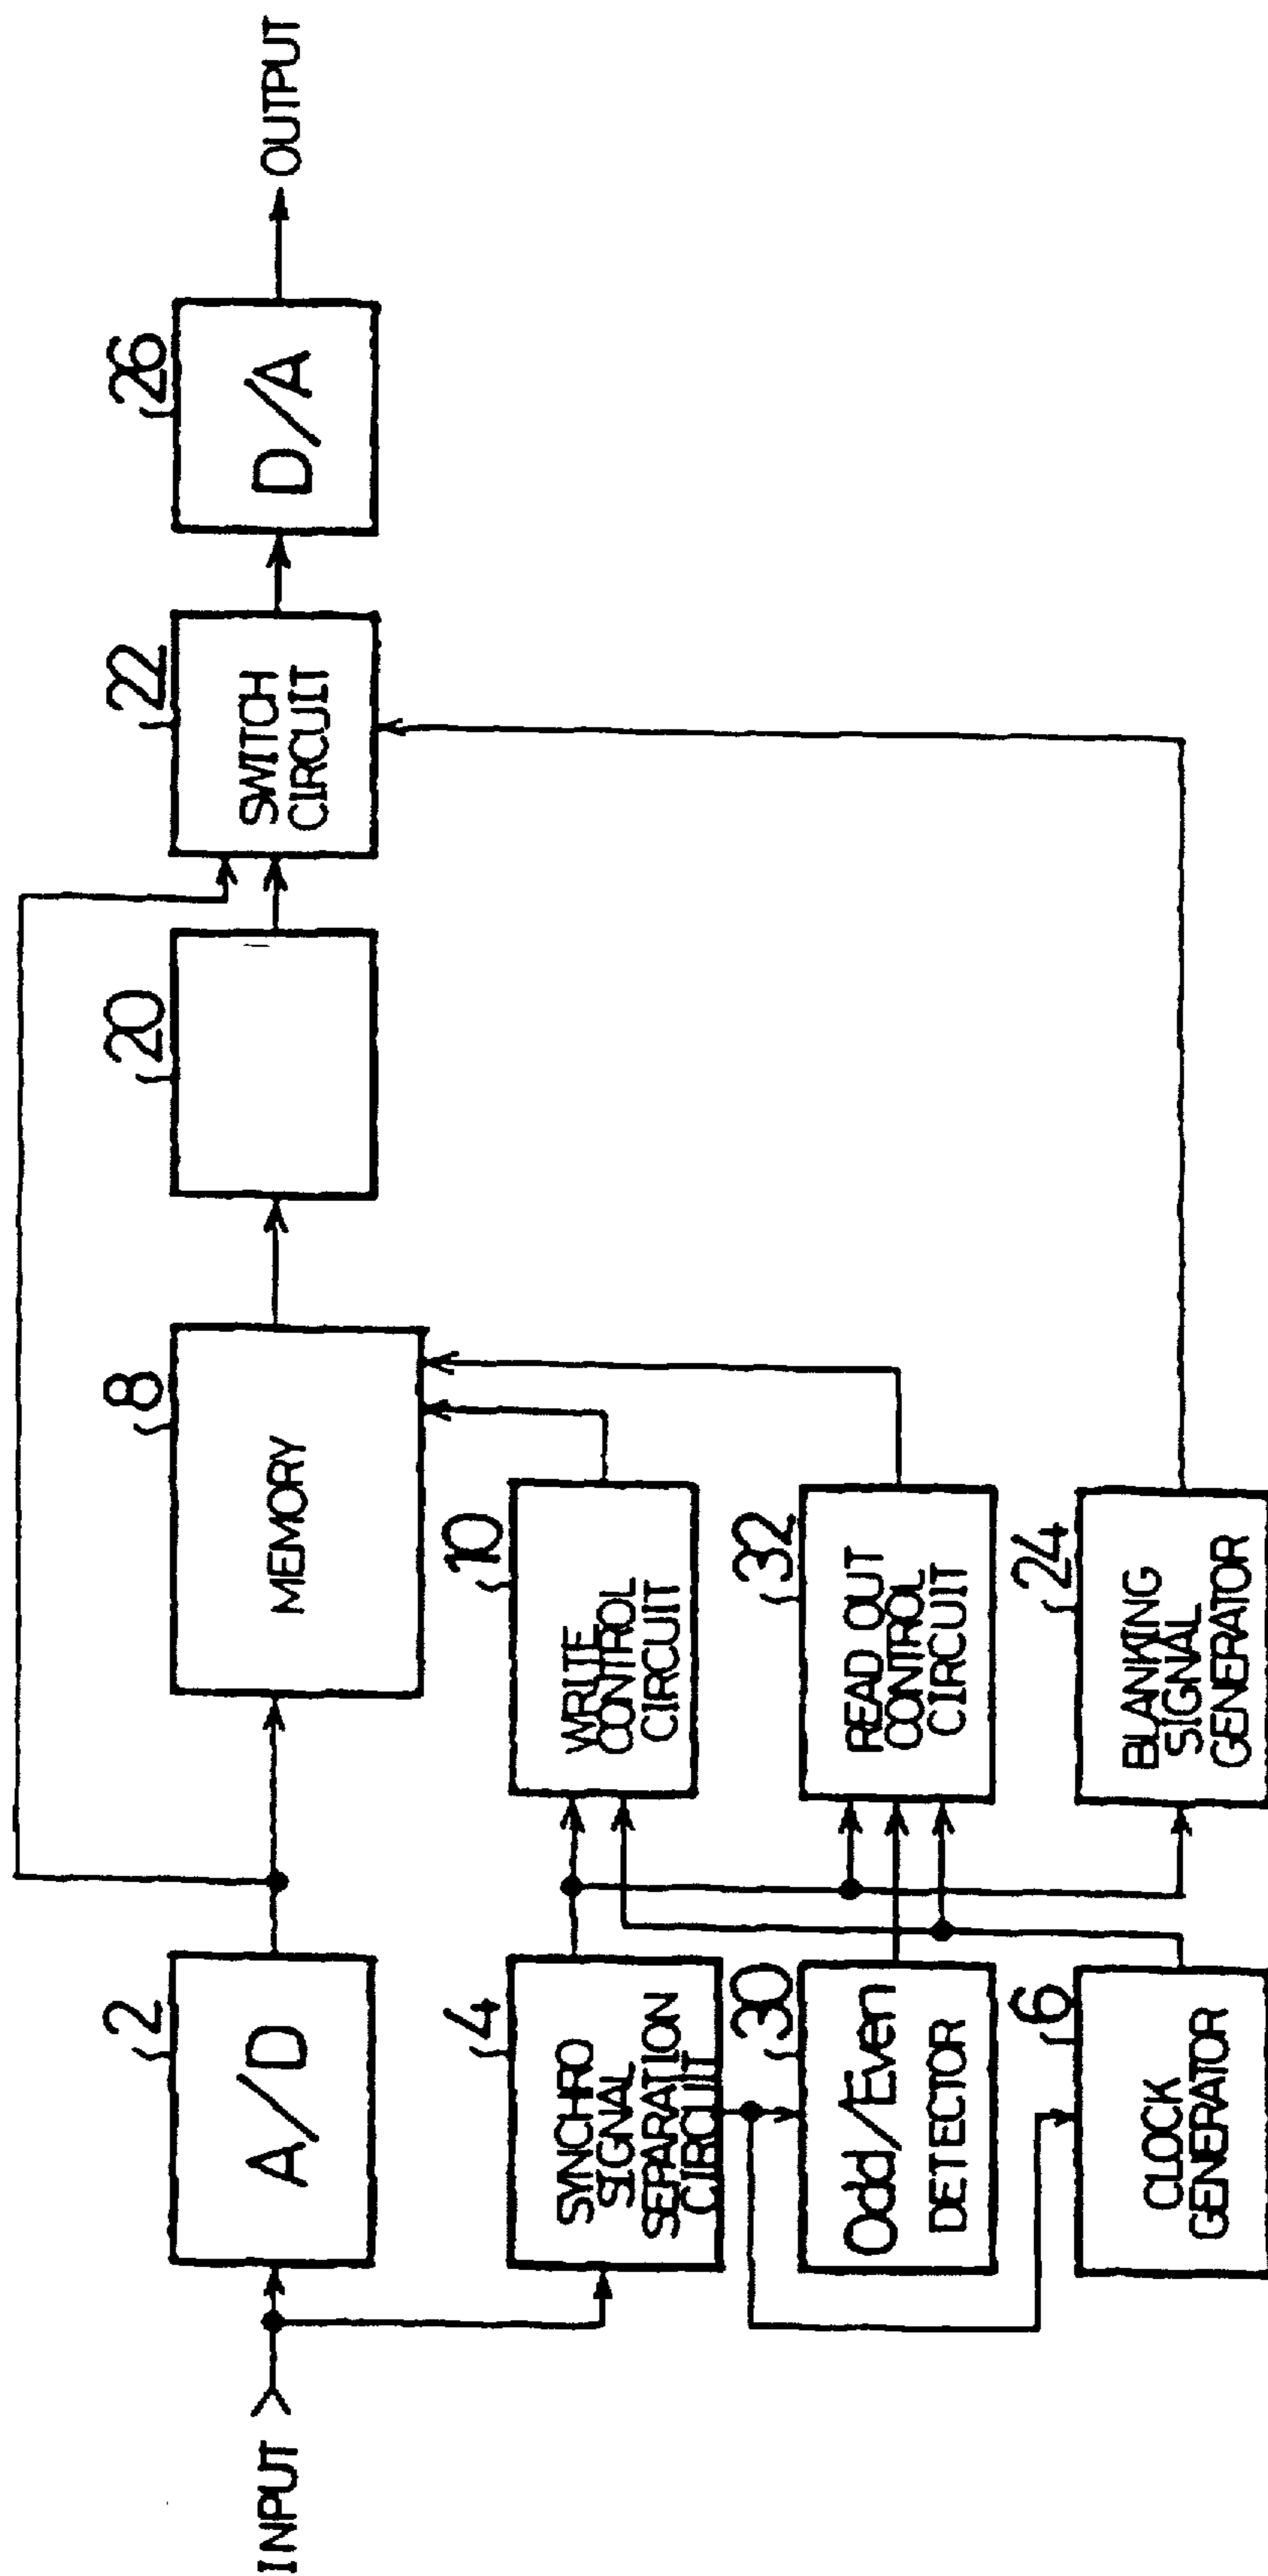 INPUT
2
A/D
8
MEMORY
20
22
SWITCH
CIRCUIT
26
D/A
OUTPUT
4
SYNCHRO
SIGNAL
SEPARATION
CIRCUIT
10
WRITE
CONTROL
CIRCUIT
30
Odd/Even
DETECTOR
32
READ OUT
CONTROL
CIRCUIT
6
CLOCK
GENERATOR
24
BLANKING
SIGNAL
GENERATOR